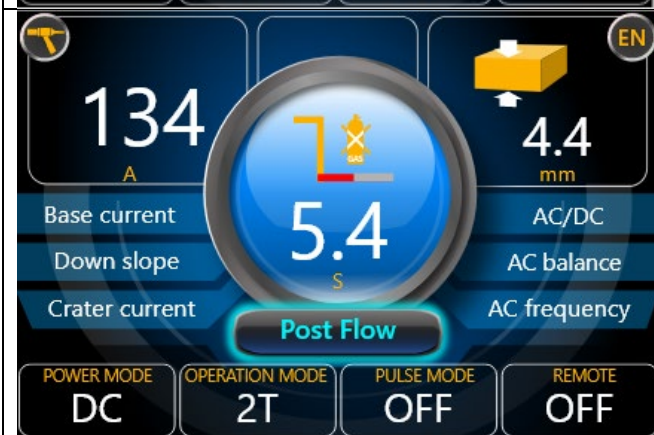 EN
134
A
GAS
5.4
S
4.4
mm
Base current
Down slope
Crater current
AC/DC
AC balance
AC frequency
Post Flow
POWER MODE
DC
OPERATION MODE
2T
PULSE MODE
OFF
REMOTE
OFF